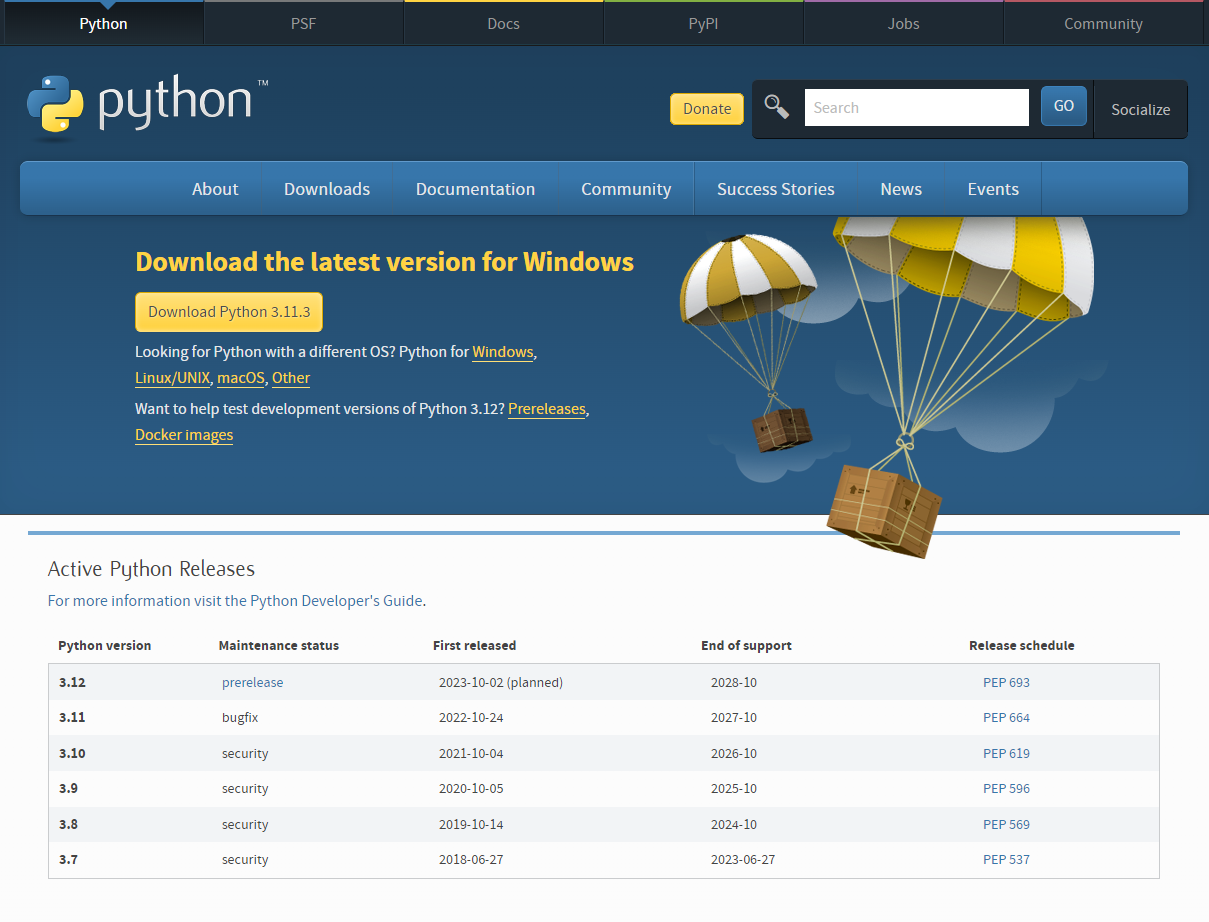 Python PSF Docs PyPI Jobs Community
python™
Donate Search GO Socialize
About Downloads Documentation Community Success Stories News Events
Download the latest version for Windows
Download Python 3.11.3
Looking for Python with a different OS? Python for Windows,
Linux/UNIX, macOS, Other
Want to help test development versions of Python 3.12? Prereleases,
Docker images
Active Python Releases
For more information visit the Python Developer's Guide.
Python version Maintenance status First released End of support Release schedule
3.12 prerelease 2023-10-02 (planned) 2028-10 PEP 693
3.11 bugfix 2022-10-24 2027-10 PEP 664
3.10 security 2021-10-04 2026-10 PEP 619
3.9 security 2020-10-05 2025-10 PEP 596
3.8 security 2019-10-14 2024-10 PEP 569
3.7 security 2018-06-27 2023-06-27 PEP 537